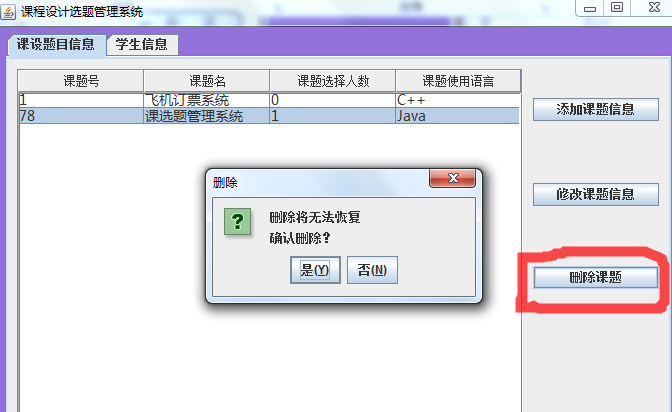 课程设计选题管理系统
课设题目信息 学生信息
课题号 课题名 课题选择人数 课题使用语言
1 飞机订票系统 0 C++
78 课选题管理系统 1 Java
添加课题信息
修改课题信息
删除课题
删除
?
删除将无法恢复
确认删除?
是(Y) 否(N)